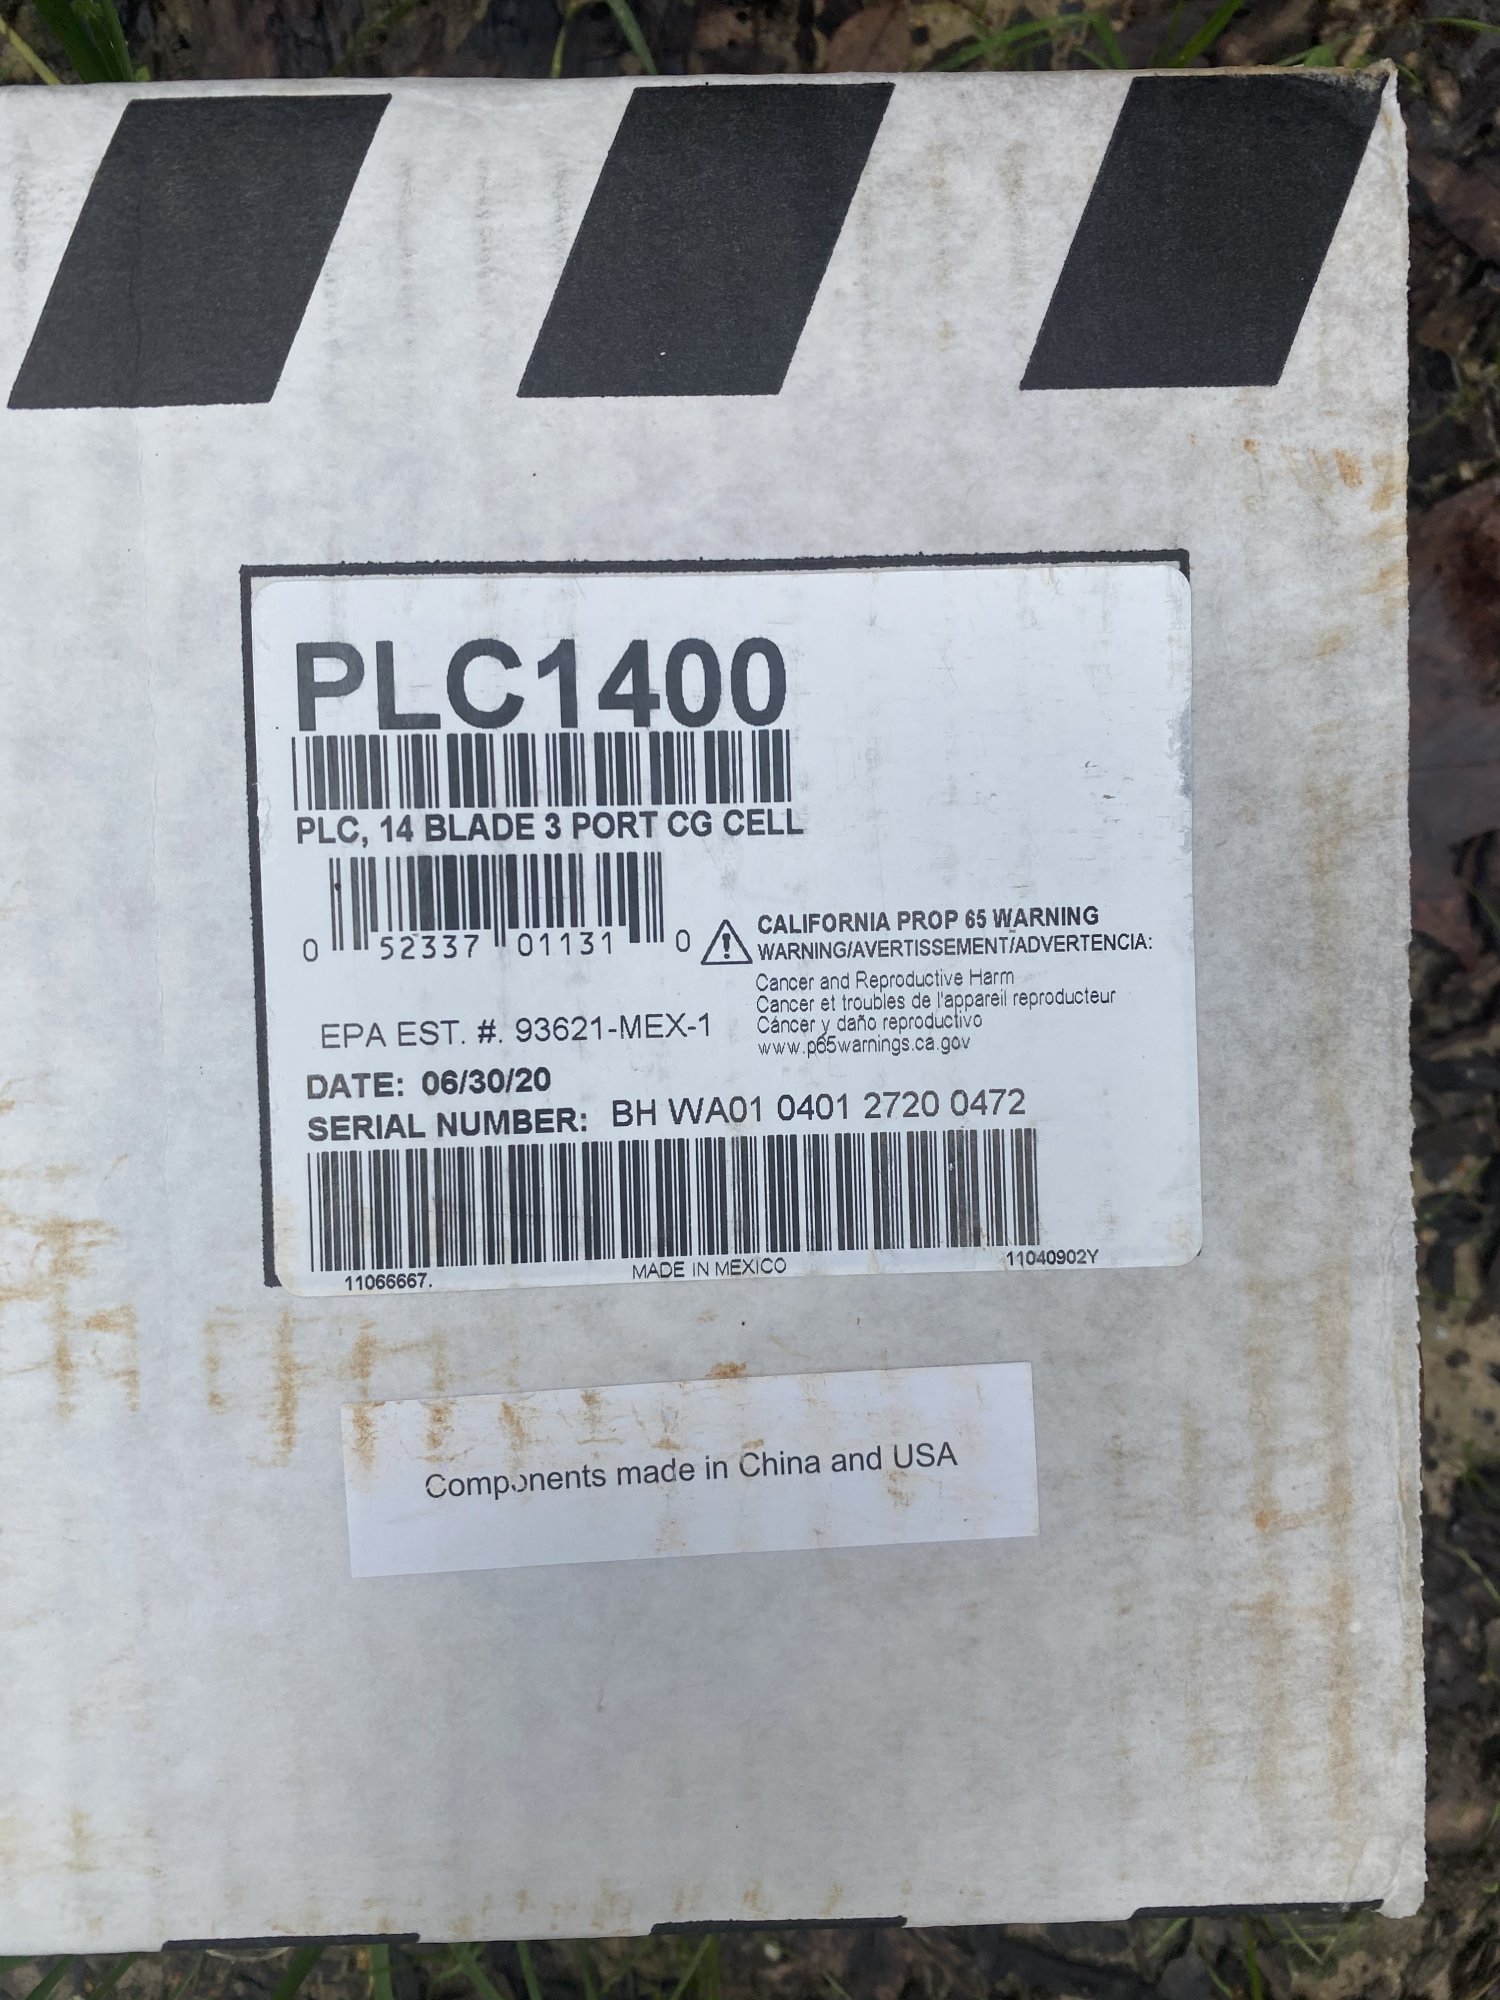 PLC1400
PLC, 14 BLADE 3 PORT CG CELL
0 52337 01131 0
CALIFORNIA PROP 65 WARNING
WARNING/AVERTISSEMENT/ADVERTENCIA:
Cancer and Reproductive Harm
Cancer et troubles de l'appareil reproducteur
Cáncer y daño reproductivo
www.p65warnings.ca.gov
EPA EST. #. 93621-MEX-1
DATE: 06/30/20
SERIAL NUMBER: BH WA01 0401 2720 0472
11066667. MADE IN MEXICO 11040902Y
Components made in China and USA